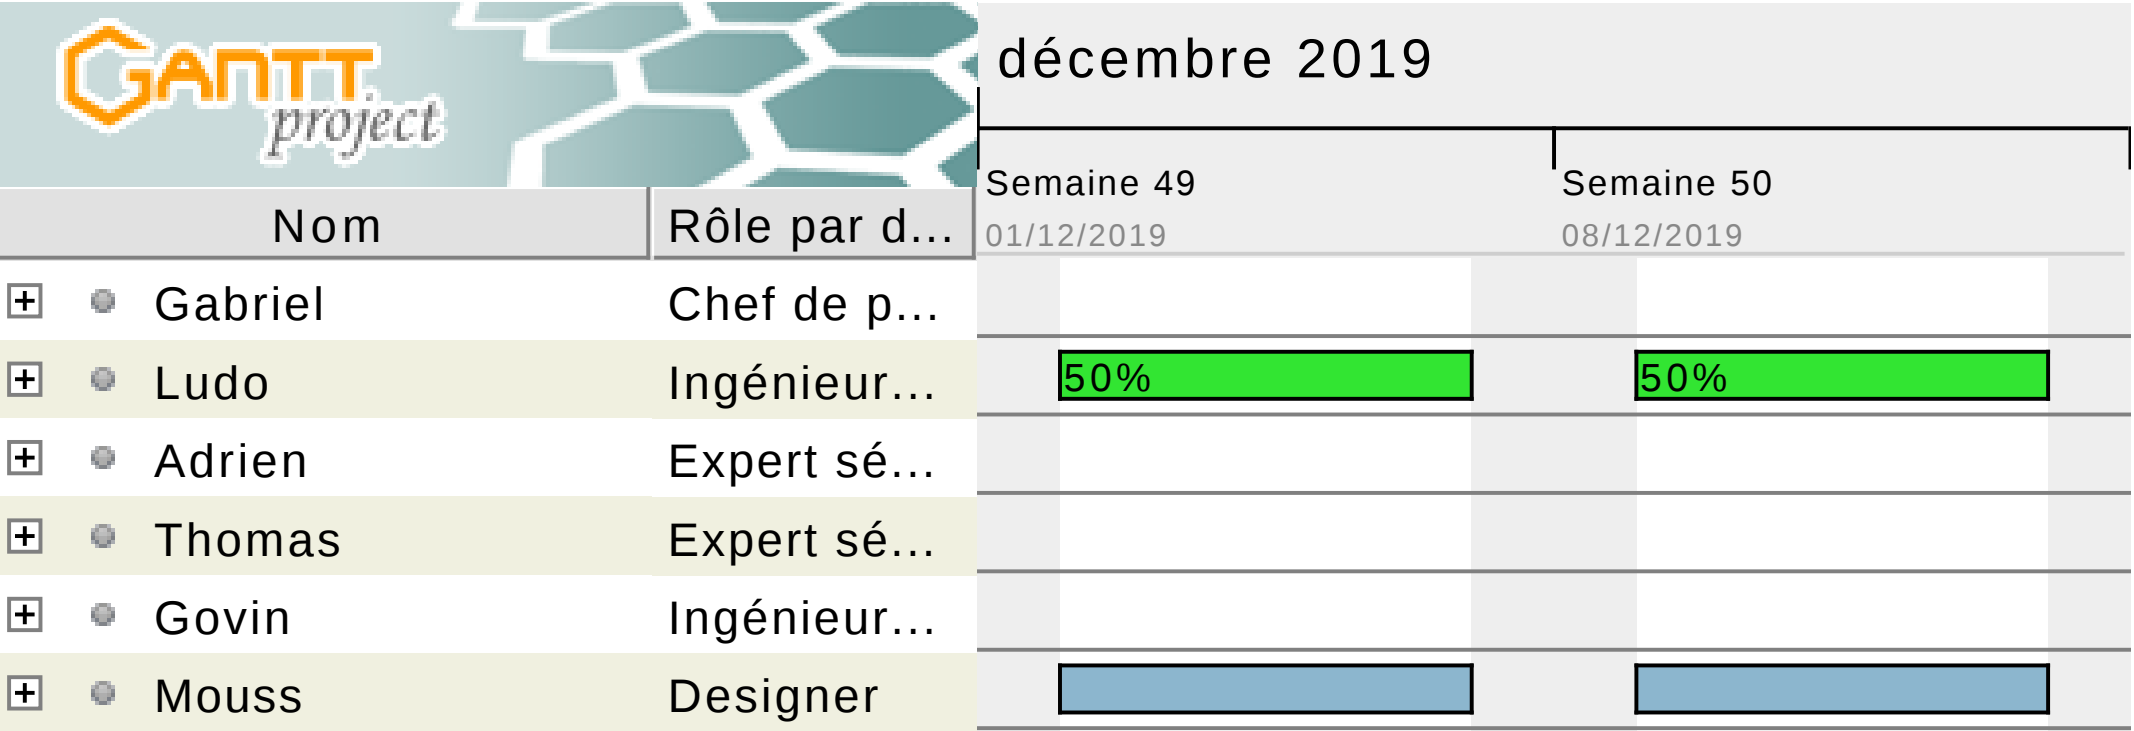 GANTT
project
décembre 2019
Semaine 49 Semaine 50
Nom Rôle par d... 01/12/2019 08/12/2019
Gabriel Chef de p...
Ludo Ingénieur... 50% 50%
Adrien Expert sé...
Thomas Expert sé...
Govin Ingénieur...
Mouss Designer